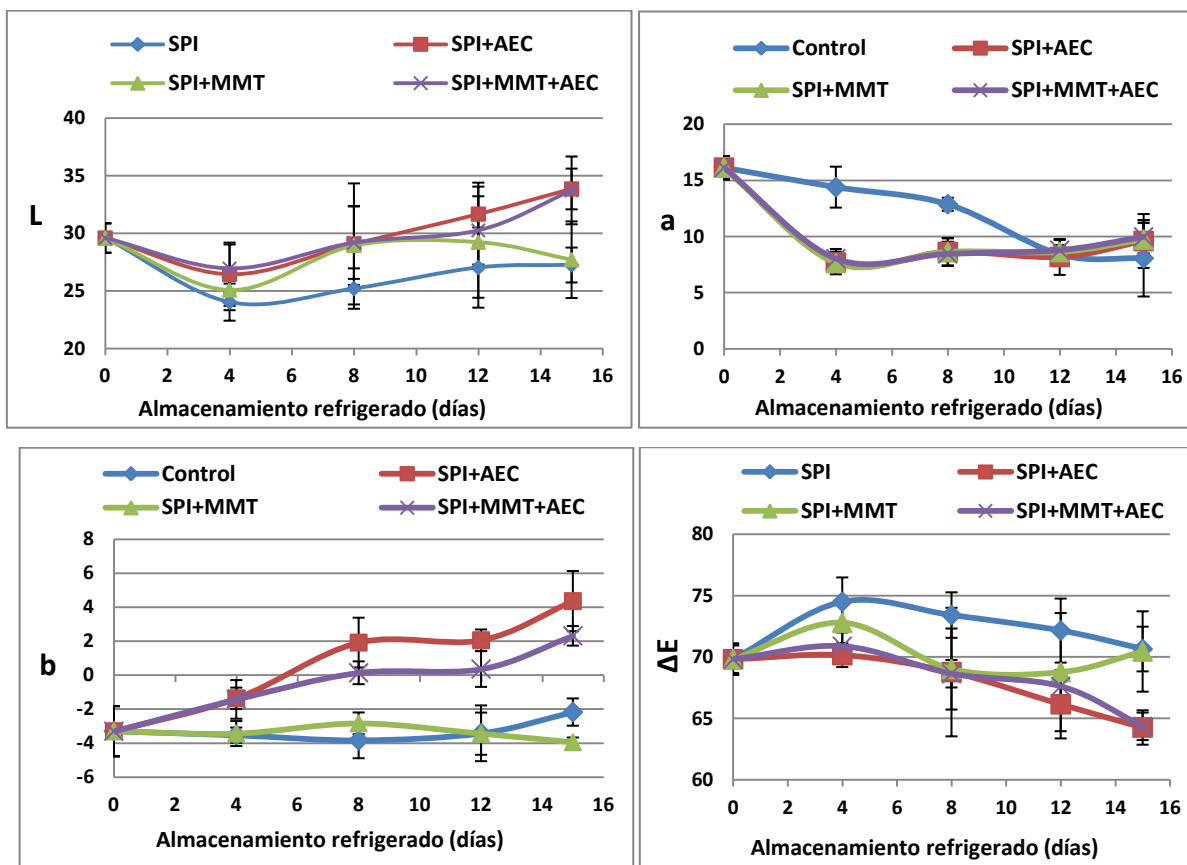 SPI SPI+AEC
SPI+MMT SPI+MMT+AEC
40
35
30
25
20
L
0 2 4 6 8 10 12 14 16
Almacenamiento refrigerado (días)
Control SPI+AEC
SPI+MMT SPI+MMT+AEC
20
15
10
5
0
a
0 2 4 6 8 10 12 14 16
Almacenamiento refrigerado (días)
Control SPI+AEC
SPI+MMT SPI+MMT+AEC
8
6
4
2
0
-2
-4
-6
b
0 2 4 6 8 10 12 14 16
Almacenamiento refrigerado (días)
SPI SPI+AEC
SPI+MMT SPI+MMT+AEC
80
75
70
65
60
ΔE
0 2 4 6 8 10 12 14 16
Almacenamiento refrigerado (días)